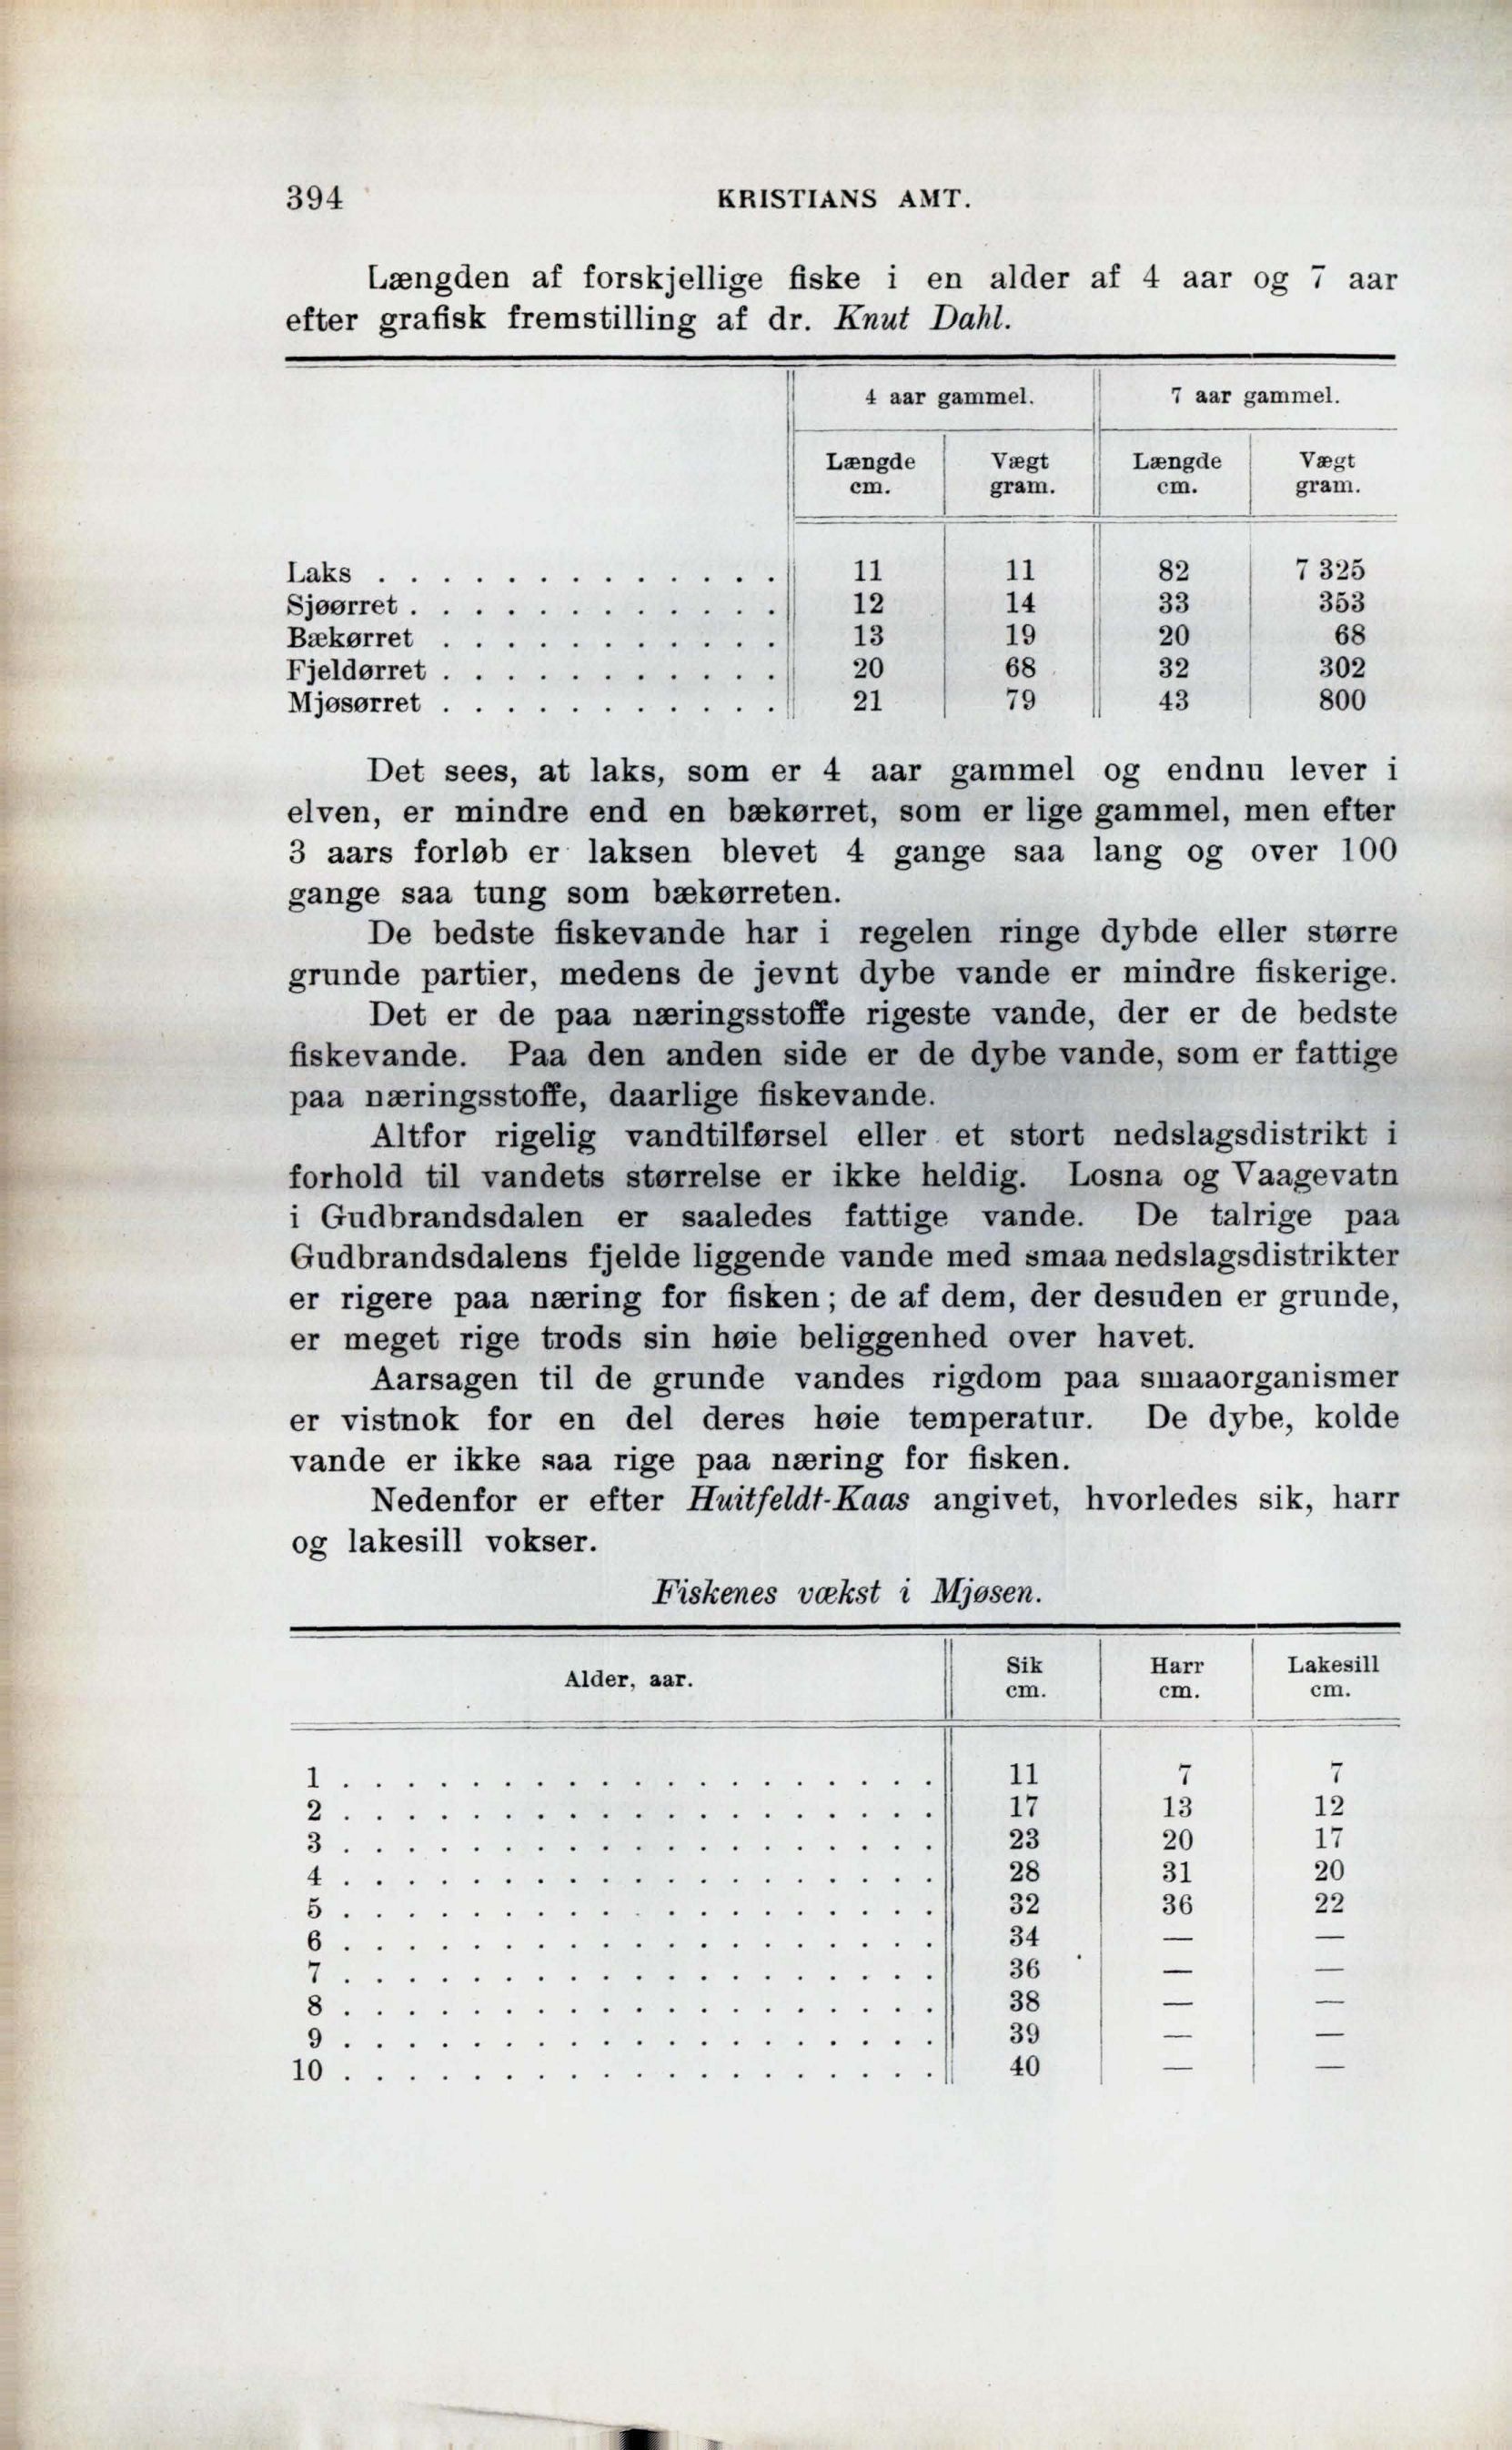 394 KRISTIANS AMT.
Længden af forskjellige fiske i en alder af 4 aar og 7 aar
efter grafisk fremstilling af dr. Knut Dahl.
4 aar gammel. 7 aar gammel.
Længde Vægt Længde Vægt
cm. gram. cm. gram.
Laks . . . . . . . . . . . . . 11 11 82 7 325
Sjøørret . . . . . . . . . . . . 12 14 33 353
Bækørret . . . . . . . . . . . 13 19 20 68
Fjeldørret . . . . . . . . . . . 20 68 32 302
Mjøsørret . . . . . . . . . . . 21 79 43 800
Det sees, at laks, som er 4 aar gammel og endnu lever i
elven, er mindre end en bækørret, som er lige gammel, men efter
3 aars forløb er laksen blevet 4 gange saa lang og over 100
gange saa tung som bækørreten.
De bedste fiskevande har i regelen ringe dybde eller større
grunde partier, medens de jevnt dybe vande er mindre fiskerige.
Det er de paa næringsstoffe rigeste vande, der er de bedste
fiskevande. Paa den anden side er de dybe vande, som er fattige
paa næringsstoffe, daarlige fiskevande.
Altfor rigelig vandtilførsel eller et stort nedslagsdistrikt i
forhold til vandets størrelse er ikke heldig. Losna og Vaagevatn
i Gudbrandsdalen er saaledes fattige vande. De talrige paa
Gudbrandsdalens fjelde liggende vande med smaa nedslagsdistrikter
er rigere paa næring for fisken; de af dem, der desuden er grunde,
er meget rige trods sin høie beliggenhed over havet.
Aarsagen til de grunde vandes rigdom paa smaaorganismer
er vistnok for en del deres høie temperatur. De dybe, kolde
vande er ikke saa rige paa næring for fisken.
Nedenfor er efter Huitfeldt-Kaas angivet, hvorledes sik, harr
og lakesill vokser.
Fiskenes vækst i Mjøsen.
Alder, aar. Sik Harr Lakesill
cm. cm. cm.
1 . . . . . . . . . . . . . . . . . . . 11 7 7
2 . . . . . . . . . . . . . . . . . . . 17 13 12
3 . . . . . . . . . . . . . . . . . . . 23 20 17
4 . . . . . . . . . . . . . . . . . . . 28 31 20
5 . . . . . . . . . . . . . . . . . . . 32 36 22
6 . . . . . . . . . . . . . . . . . . . 34 — —
7 . . . . . . . . . . . . . . . . . . . 36 — —
8 . . . . . . . . . . . . . . . . . . . 38 — —
9 . . . . . . . . . . . . . . . . . . . 39 — —
10 . . . . . . . . . . . . . . . . . . . 40 — —